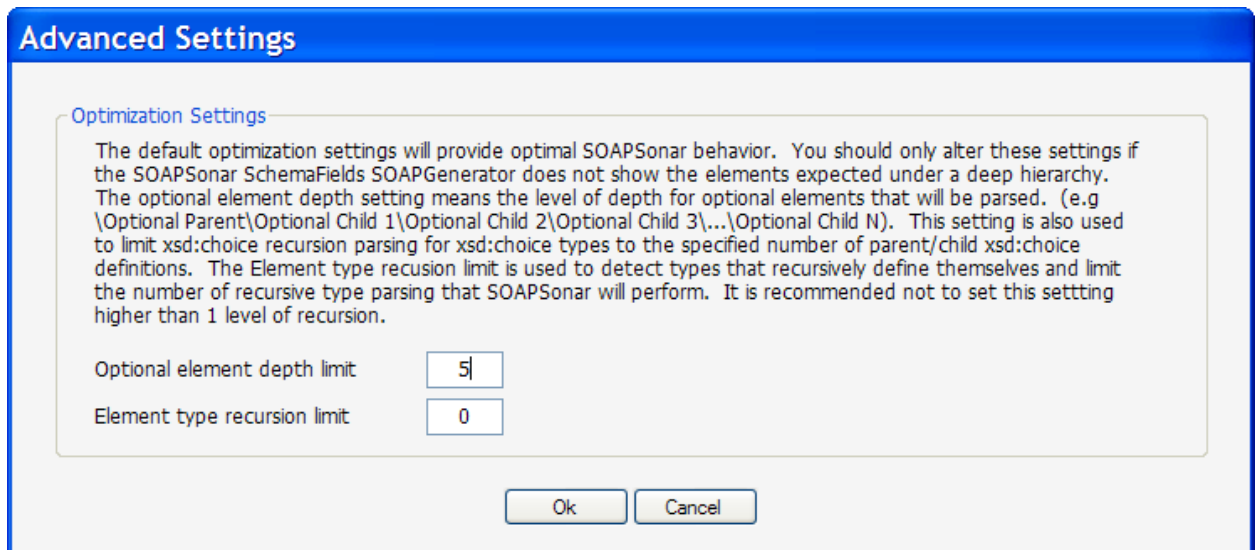 Advanced Settings
Optimization Settings
The default optimization settings will provide optimal SOAPSonar behavior.  You should only alter these settings if
the SOAPSonar SchemaFields SOAPGenerator does not show the elements expected under a deep hierarchy.
The optional element depth setting means the level of depth for optional elements that will be parsed.  (e.g
\Optional Parent\Optional Child 1\Optional Child 2\Optional Child 3\...\Optional Child N).  This setting is also used
to limit xsd:choice recursion parsing for xsd:choice types to the specified number of parent/child xsd:choice
definitions.  The Element type recusion limit is used to detect types that recursively define themselves and limit
the number of recursive type parsing that SOAPSonar will perform.  It is recommended not to set this settting
higher than 1 level of recursion.
Optional element depth limit 5
Element type recursion limit 0
Ok Cancel